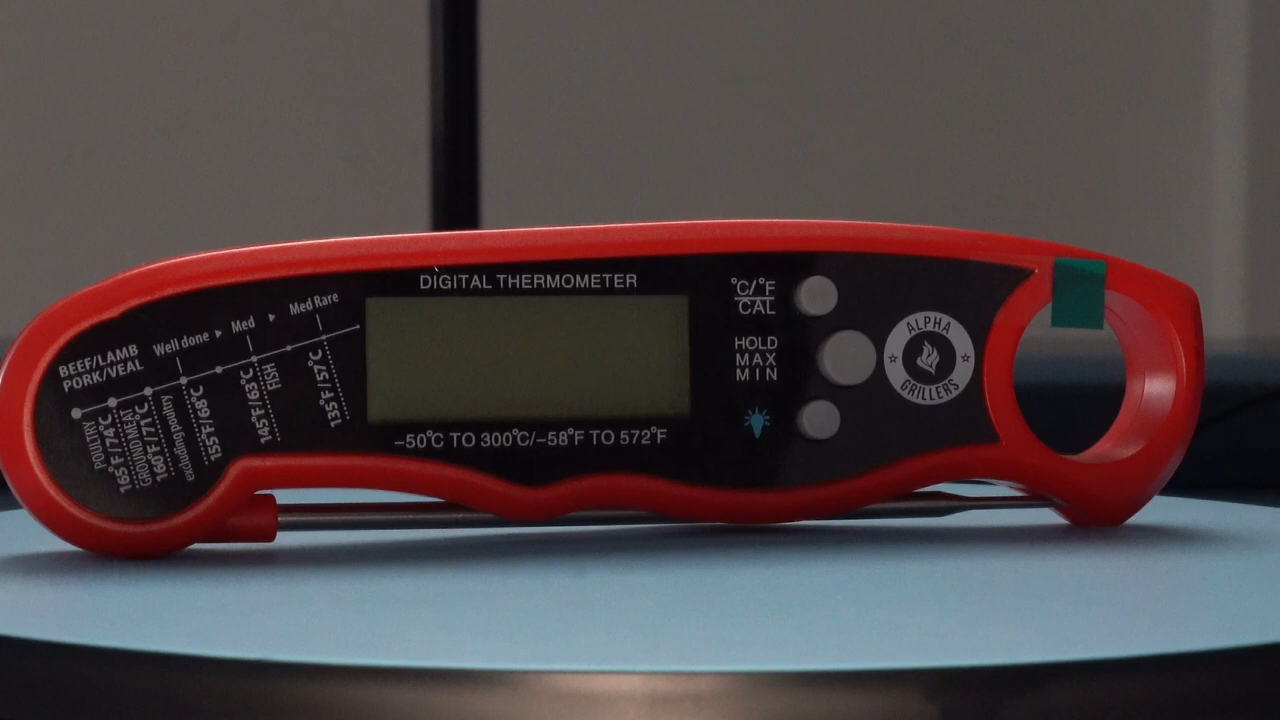 DIGITAL THERMOMETER
BEEF/LAMB
PORK/VEAL
Well done
Med
Med Rare
POULTRY
165°F/74°C
GROUND MEAT
160°F/71°C
excluding poultry
155°F/68°C
145°F/63°C
FISH
135°F/57°C
-50°C TO 300°C/-58°F TO 572°F
°C/°F
CAL
HOLD
MAX
MIN
ALPHA
GRILLERS